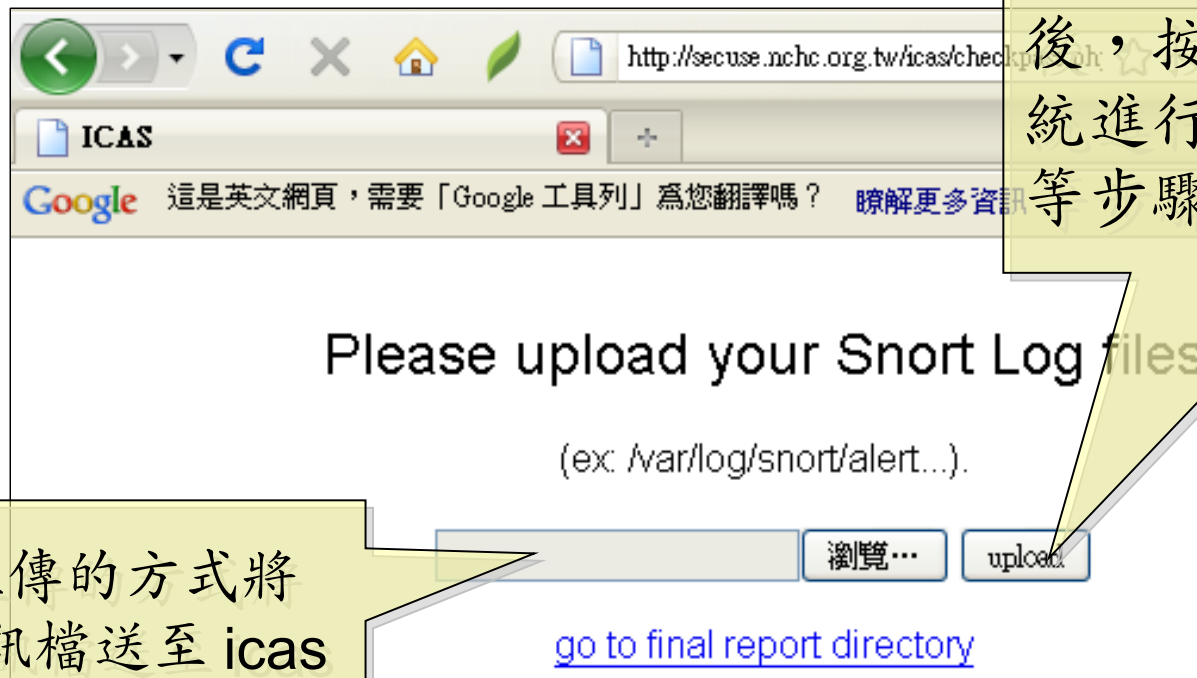 http://secuse.nchc.org.tw/icas/checkp
後，按
統進行
等步驟
ICAS
Google 這是英文網頁，需要「Google 工具列」為您翻譯嗎？ 瞭解更多資訊
Please upload your Snort Log files
(ex: /var/log/snort/alert...).
瀏覽… upload
傳的方式將
訊檔送至 icas
go to final report directory